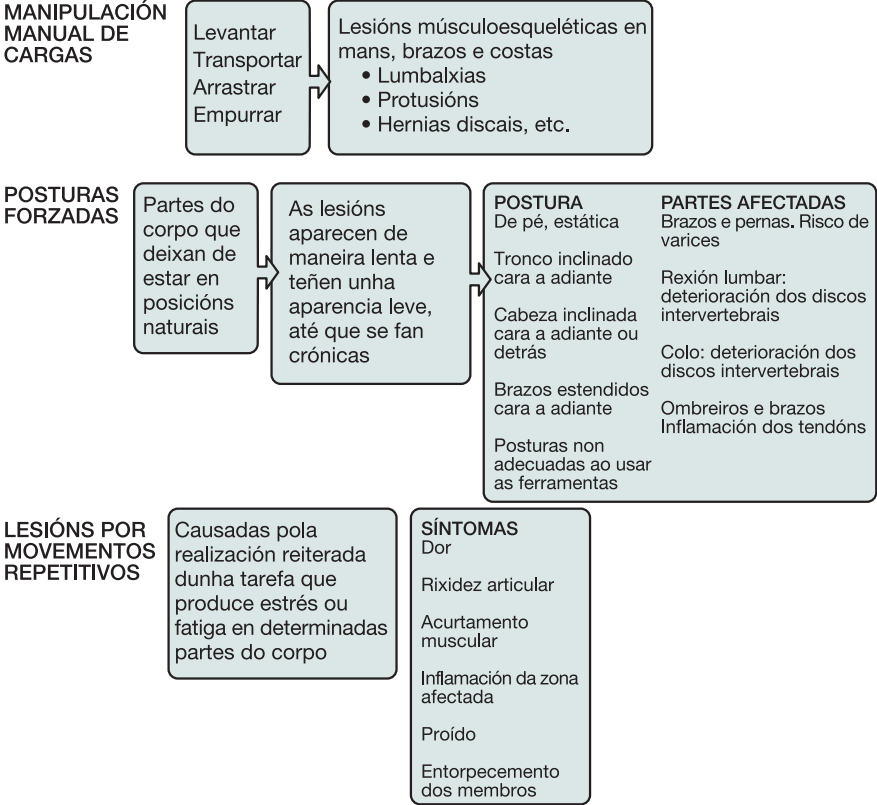 MANIPULACIÓN
MANUAL DE
CARGAS
Levantar
Transportar
Arrastrar
Empurrar
Lesións músculoesqueléticas en
mans, brazos e costas
• Lumbalxias
• Protusións
• Hernias discais, etc.
POSTURAS
FORZADAS
Partes do
corpo que
deixan de
estar en
posicións
naturais
As lesións
aparecen de
maneira lenta e
teñen unha
aparencia leve,
até que se fan
crónicas
POSTURA
De pé, estática
Tronco inclinado
cara a adiante
Cabeza inclinada
cara a adiante ou
detrás
Brazos estendidos
cara a adiante
Posturas non
adecuadas ao usar
as ferramentas
PARTES AFECTADAS
Brazos e pernas. Risco de
varices
Rexión lumbar:
deterioración dos discos
intervertebrais
Colo: deterioración dos
discos intervertebrais
Ombreiros e brazos
Inflamación dos tendóns
LESIÓNS POR
MOVEMENTOS
REPETITIVOS
Causadas pola
realización reiterada
dunha tarefa que
produce estrés ou
fatiga en determinadas
partes do corpo
SÍNTOMAS
Dor
Rixidez articular
Acurtamento
muscular
Inflamación da zona
afectada
Proído
Entorpecemento
dos membros